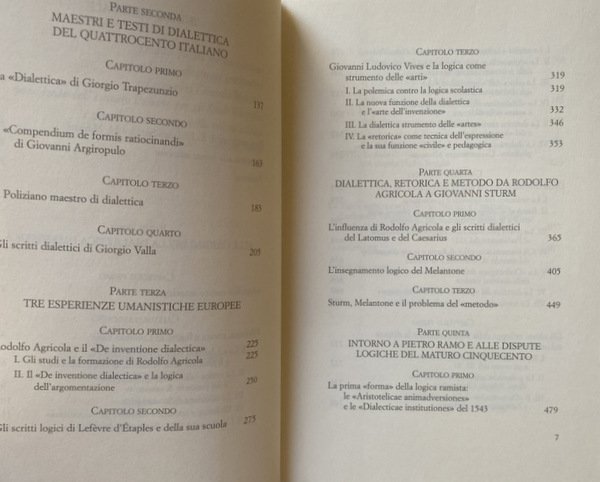 PARTE SECONDA
MAESTRI E TESTI DI DIALETTICA
DEL QUATTROCENTO ITALIANO
CAPITOLO PRIMO
«Dialettica» di Giorgio Trapezunzio
131
CAPITOLO SECONDO
«Compendium de formis ratiocinandi»
di Giovanni Argiropulo
163
CAPITOLO TERZO
Poliziano maestro di dialettica
183
CAPITOLO QUARTO
Gli scritti dialettici di Giorgio Valla
205
PARTE TERZA
TRE ESPERIENZE UMANISTICHE EUROPEE
CAPITOLO PRIMO
Rodolfo Agricola e il «De inventione dialectica» 225
I. Gli studi e la formazione di Rodolfo Agricola 225
II. Il «De inventione dialectica» e la logica
dell'argomentazione 250
CAPITOLO SECONDO
Gli scritti logici di Lefèvre d'Étaples e della sua scuola 275
CAPITOLO TERZO
Giovanni Ludovico Vives e la logica come
strumento delle «arti» 319
I. La polemica contro la logica scolastica 319
II. La nuova funzione della dialettica
e l'«arte dell'invenzione» 332
III. La dialettica strumento delle «artes» 346
IV. La «retorica» come tecnica dell'espressione
e la sua funzione «civile» e pedagogica 353
PARTE QUARTA
DIALETTICA, RETORICA E METODO DA RODOLFO
AGRICOLA A GIOVANNI STURM
CAPITOLO PRIMO
L'influenza di Rodolfo Agricola e gli scritti dialettici
del Latomus e del Caesarius 365
CAPITOLO SECONDO
L'insegnamento logico del Melantone 405
CAPITOLO TERZO
Sturm, Melantone e il problema del «metodo» 449
PARTE QUINTA
INTORNO A PIETRO RAMO E ALLE DISPUTE
LOGICHE DEL MATURO CINQUECENTO
CAPITOLO PRIMO
La prima «forma» della logica ramista:
le «Aristotelicae animadversiones»
e le «Dialecticae institutiones» del 1543 479
7